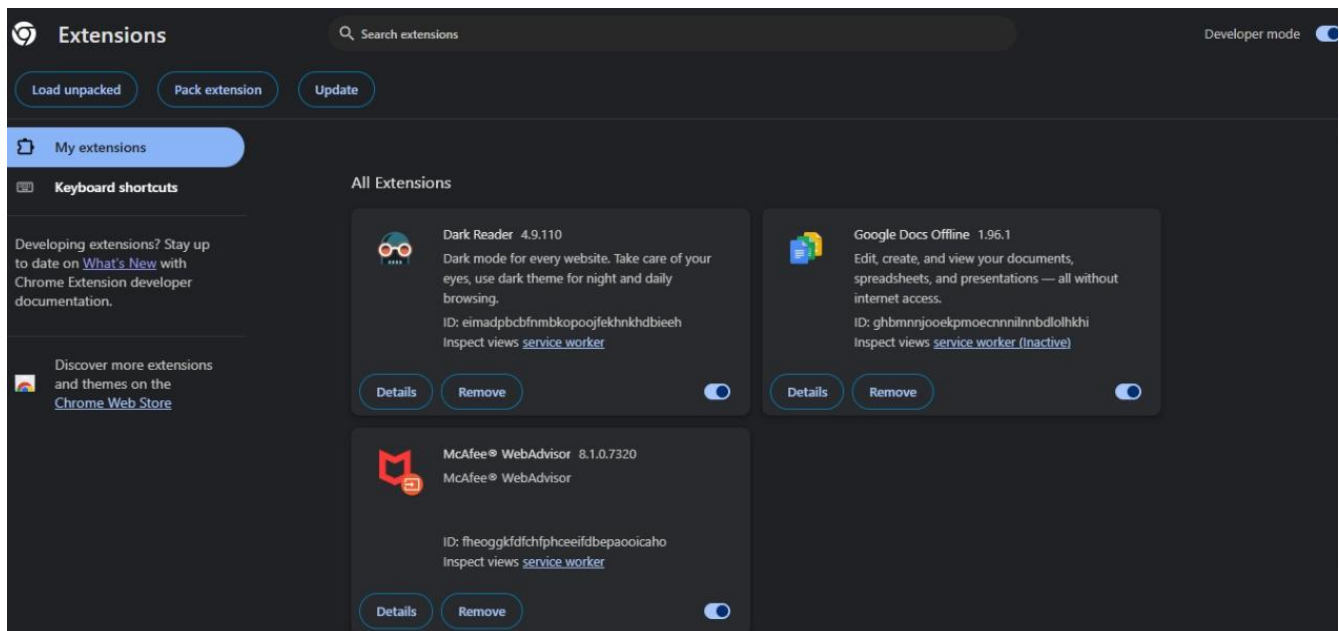 Extensions
Search extensions
Developer mode
Load unpacked
Pack extension
Update
My extensions
Keyboard shortcuts
Developing extensions? Stay up
to date on What's New with
Chrome Extension developer
documentation.
Discover more extensions
and themes on the
Chrome Web Store
All Extensions
Dark Reader 4.9.110
Dark mode for every website. Take care of your
eyes, use dark theme for night and daily
browsing.
ID: eimadpbcbfnmbkopoojfekhnkhdbieeh
Inspect views service worker
Details
Remove
Google Docs Offline 1.96.1
Edit, create, and view your documents,
spreadsheets, and presentations — all without
internet access.
ID: ghbmnnjooekpmoecnnnilnnbdlolhkhi
Inspect views service worker (Inactive)
Details
Remove
McAfee® WebAdvisor 8.1.0.7320
McAfee® WebAdvisor
ID: fheoggkfdfchfphceeifdbepaooicaho
Inspect views service worker
Details
Remove